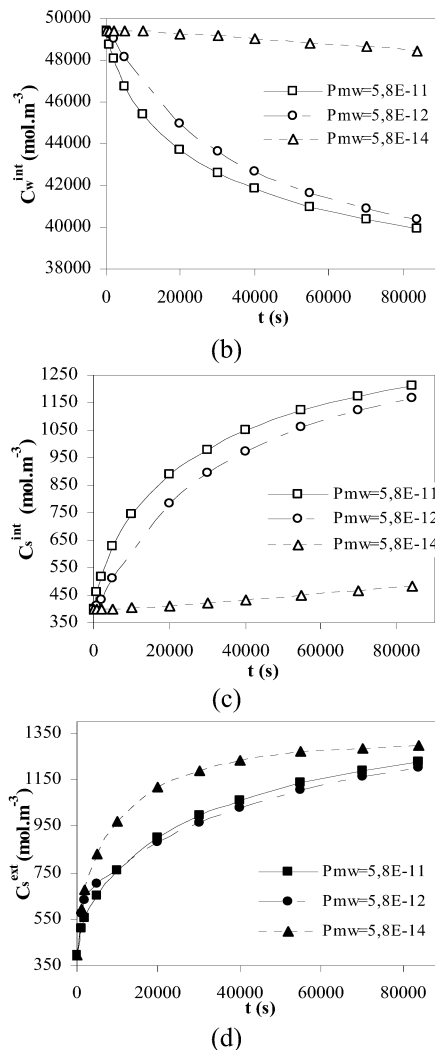 50000
48000
46000
44000
42000
40000
38000
C_w^int (mol.m^-3)
Pmw=5,8E-11
Pmw=5,8E-12
Pmw=5,8E-14
0 20000 40000 60000 80000
t (s)
(b)
1250
1150
1050
950
850
750
650
550
450
350
C_s^int (mol.m^-3)
Pmw=5,8E-11
Pmw=5,8E-12
Pmw=5,8E-14
0 20000 40000 60000 80000
t (s)
(c)
1350
1150
950
750
550
350
C_s^ext (mol.m^-3)
Pmw=5,8E-11
Pmw=5,8E-12
Pmw=5,8E-14
0 20000 40000 60000 80000
t (s)
(d)